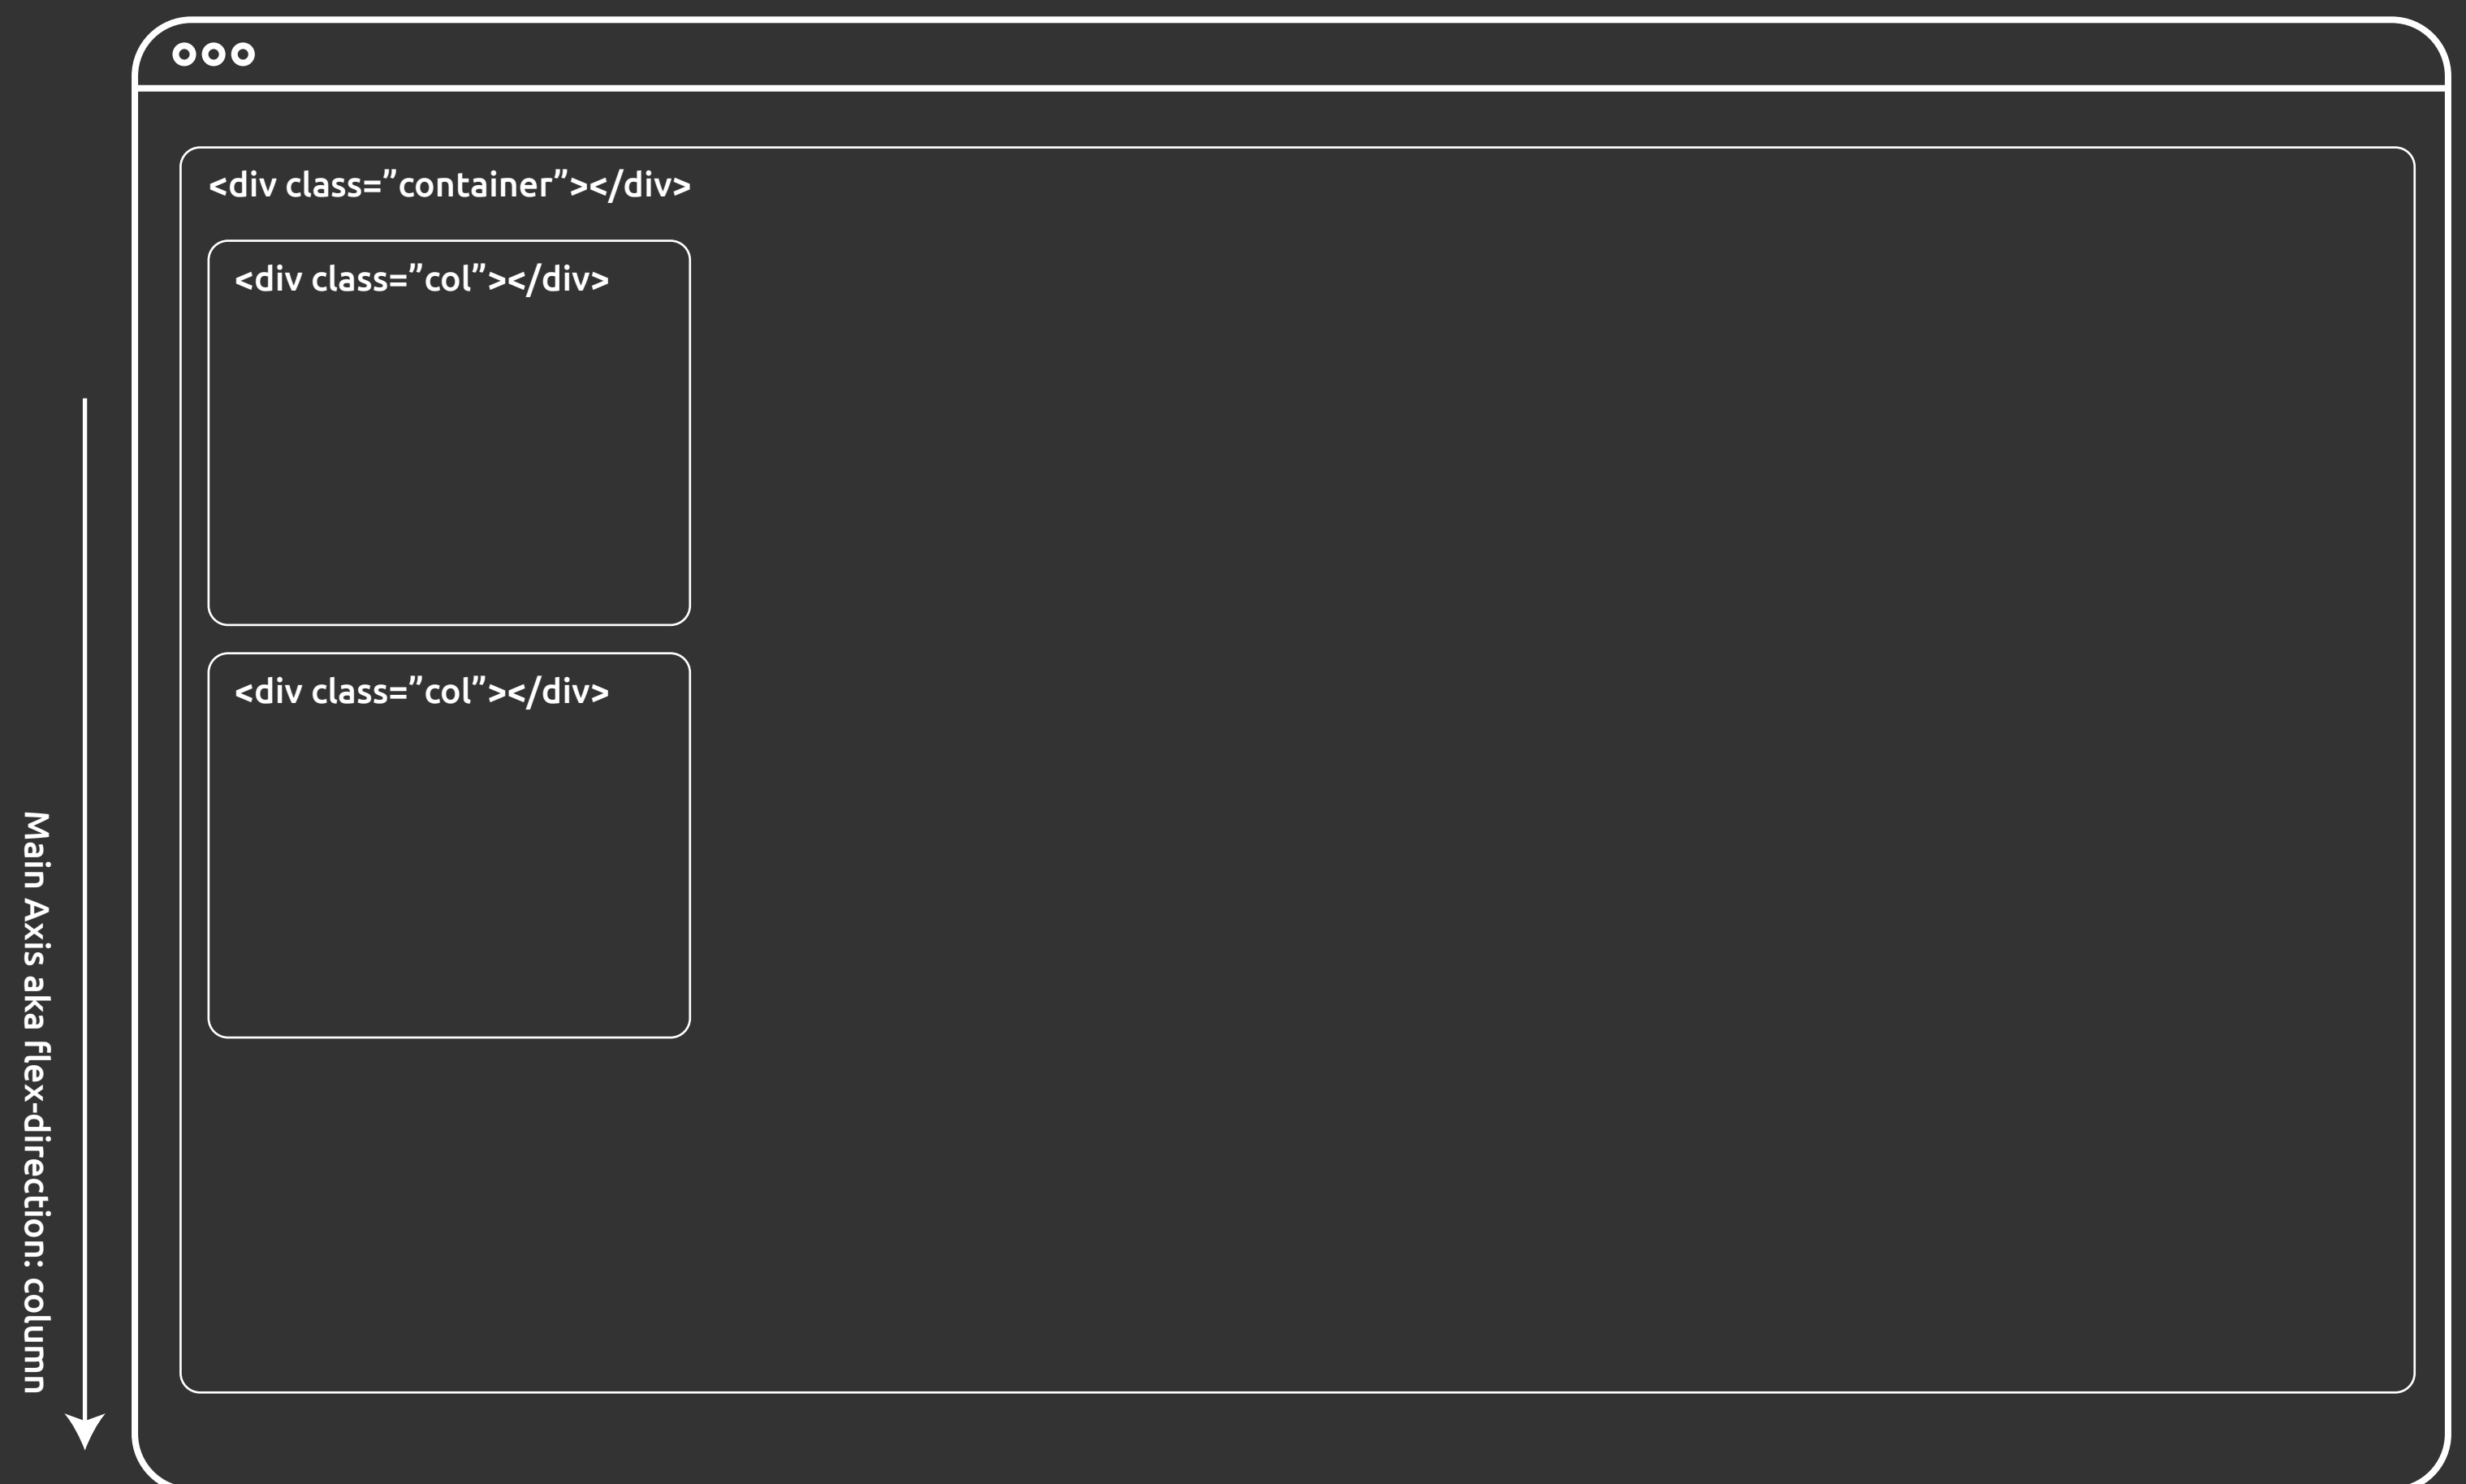 <div class=”container”></div>
<div class=”col”></div>
<div class=”col”></div>
Main Axis aka flex-direction: column